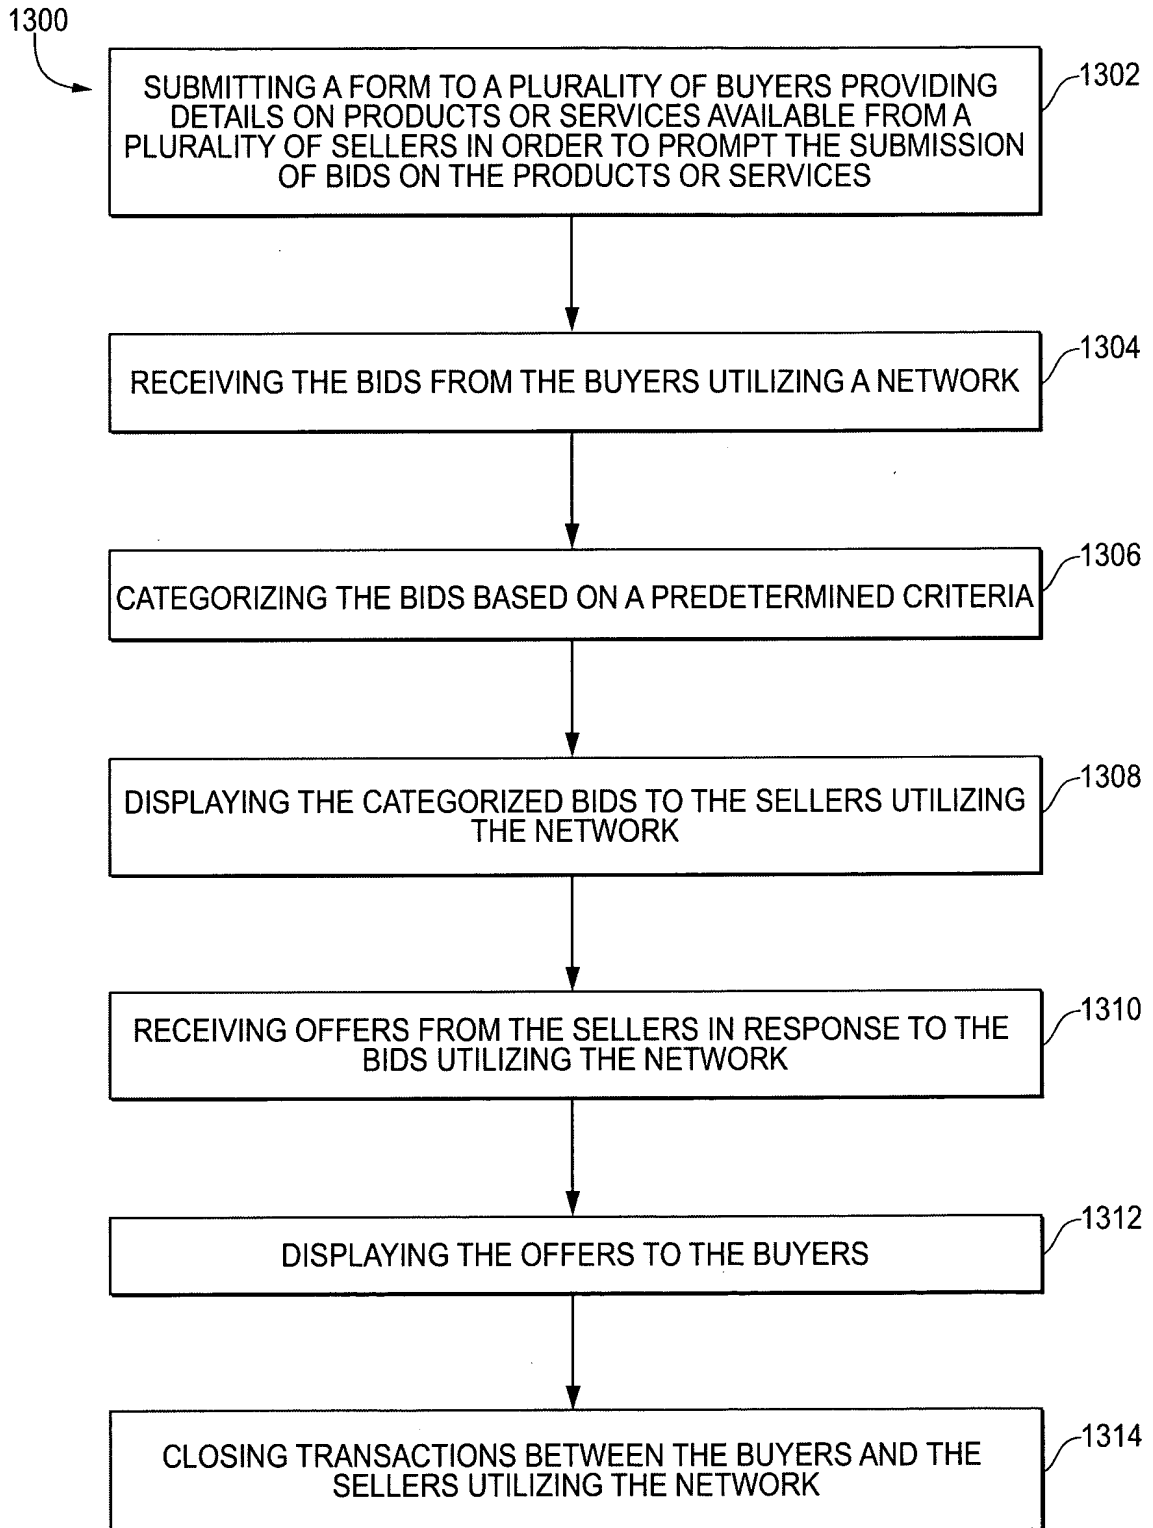 1300
SUBMITTING A FORM TO A PLURALITY OF BUYERS PROVIDING
DETAILS ON PRODUCTS OR SERVICES AVAILABLE FROM A
PLURALITY OF SELLERS IN ORDER TO PROMPT THE SUBMISSION
OF BIDS ON THE PRODUCTS OR SERVICES
1302
RECEIVING THE BIDS FROM THE BUYERS UTILIZING A NETWORK
1304
CATEGORIZING THE BIDS BASED ON A PREDETERMINED CRITERIA
1306
DISPLAYING THE CATEGORIZED BIDS TO THE SELLERS UTILIZING
THE NETWORK
1308
RECEIVING OFFERS FROM THE SELLERS IN RESPONSE TO THE
BIDS UTILIZING THE NETWORK
1310
DISPLAYING THE OFFERS TO THE BUYERS
1312
CLOSING TRANSACTIONS BETWEEN THE BUYERS AND THE
SELLERS UTILIZING THE NETWORK
1314